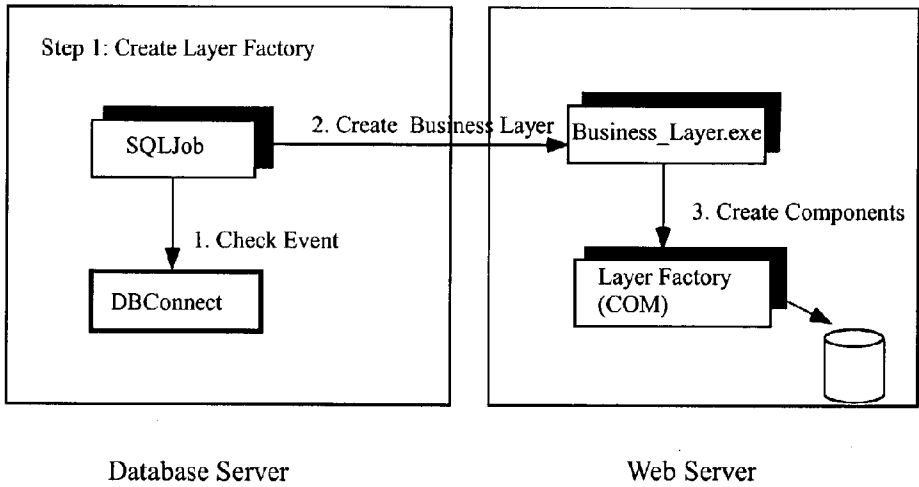 Step 1: Create Layer Factory
SQLJob
2. Create Business Layer
Business_Layer.exe
1. Check Event
3. Create Components
DBConnect
Layer Factory
(COM)
Database Server
Web Server